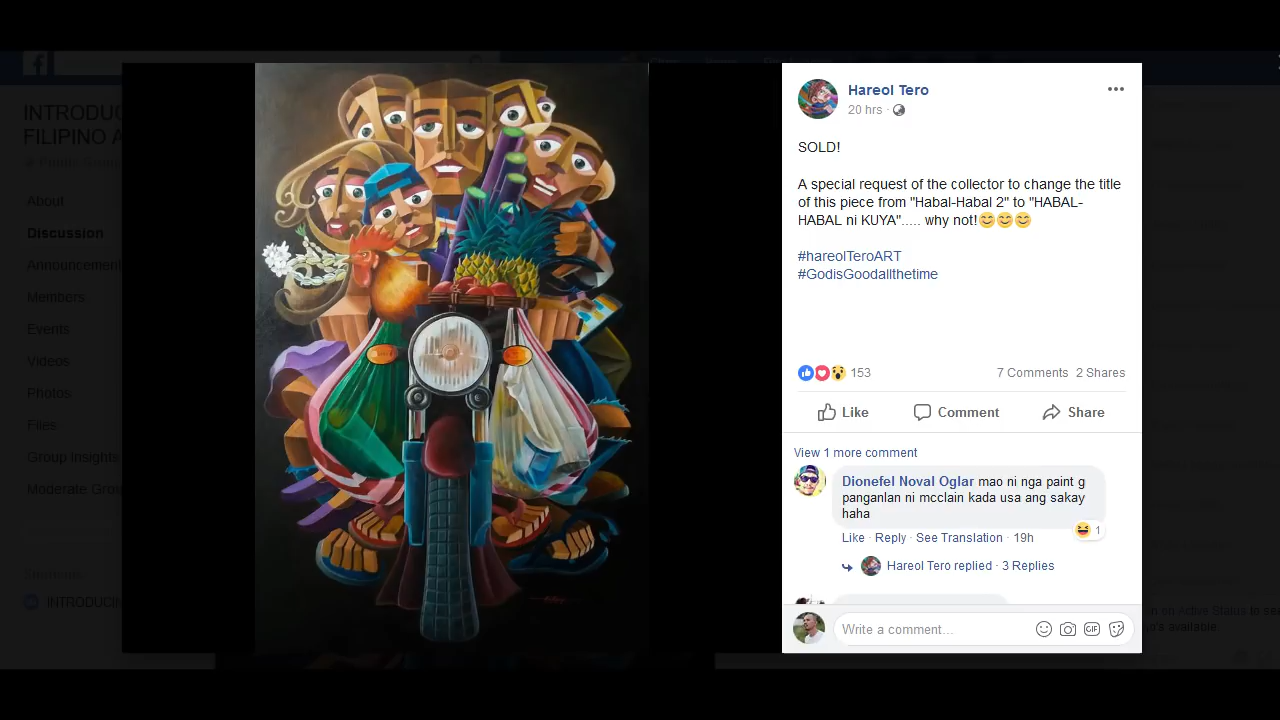 INTRODUC
FILIPINO A
About
Discussion
Announcement
Members
Events
Videos
Photos
Files
Group Insights
Moderate Grou
INTRODUCIN
Hareol Tero
20 hrs ·
SOLD!
A special request of the collector to change the title
of this piece from "Habal-Habal 2" to "HABAL-
HABAL ni KUYA"..... why not!😊😊😊
#hareolTeroART
#GodisGoodallthetime
153
7 Comments 2 Shares
Like Comment Share
View 1 more comment
Dionefel Noval Oglar mao ni nga paint g
panganlan ni mcclain kada usa ang sakay
haha
1
Like · Reply · See Translation · 19h
Hareol Tero replied · 3 Replies
Write a comment...
GIF